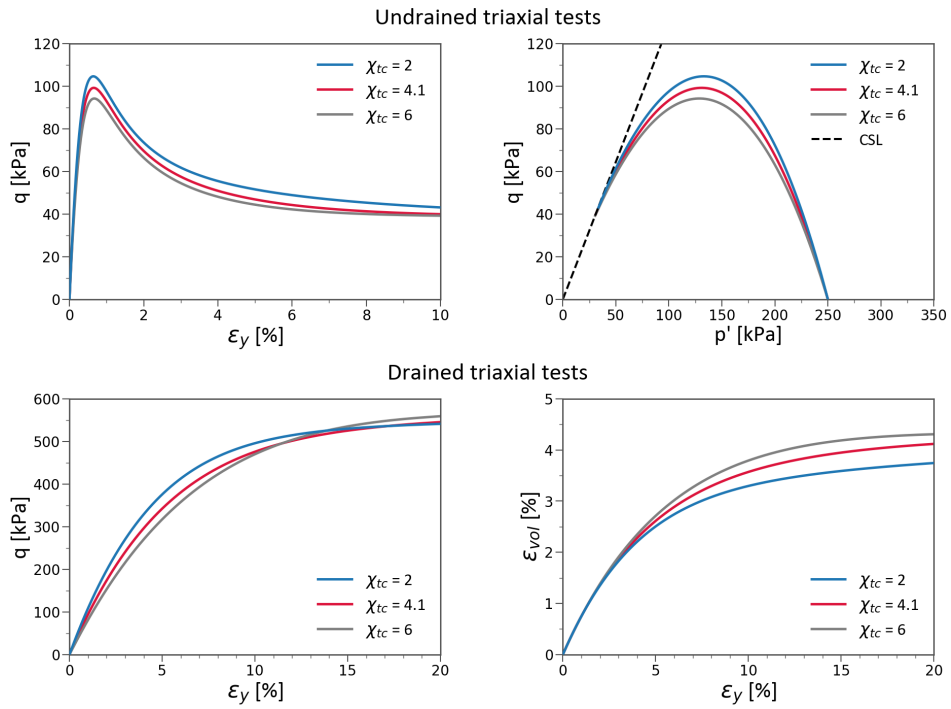 Undrained triaxial tests
120
100
80
60
40
20
0
q [kPa]
0 2 4 6 8 10
εy [%]
χtc = 2
χtc = 4.1
χtc = 6
120
100
80
60
40
20
0
q [kPa]
0 50 100 150 200 250 300 350
p' [kPa]
χtc = 2
χtc = 4.1
χtc = 6
CSL
Drained triaxial tests
600
500
400
300
200
100
0
q [kPa]
0 5 10 15 20
εy [%]
χtc = 2
χtc = 4.1
χtc = 6
5
4
3
2
1
0
εvol [%]
0 5 10 15 20
εy [%]
χtc = 2
χtc = 4.1
χtc = 6